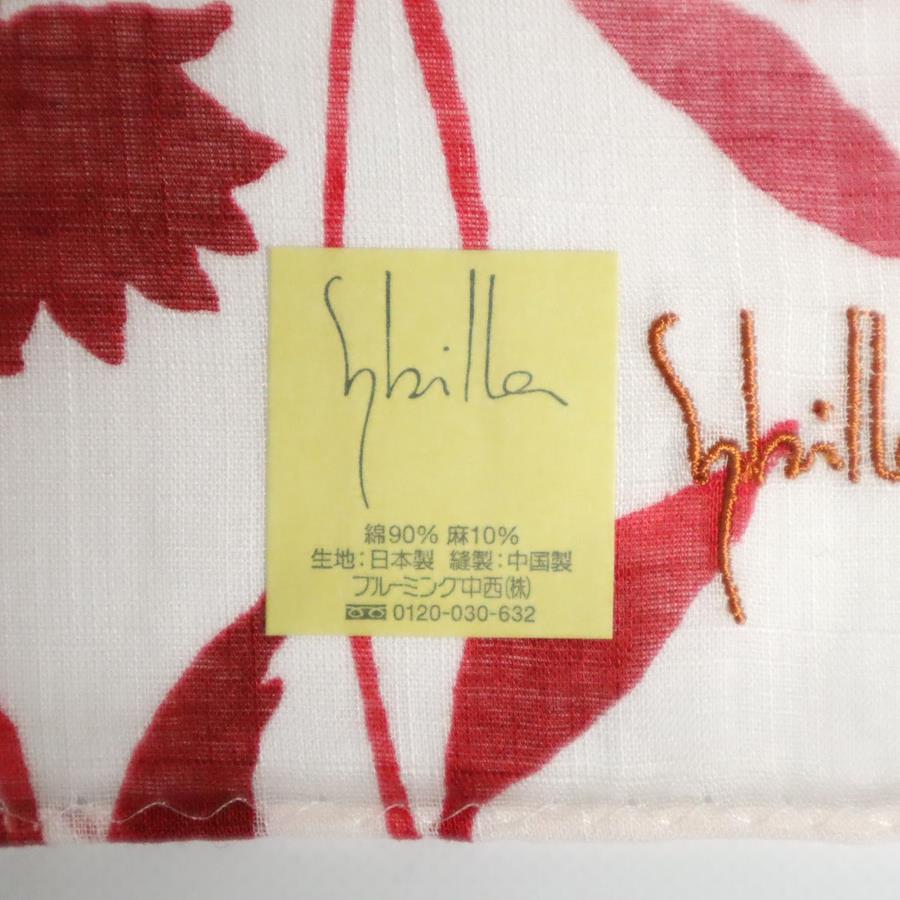 Sybilla
綿90% 麻10%
生地:日本製 縫製:中国製
ブルーミング中西(株)
0120-030-632
Sybilla